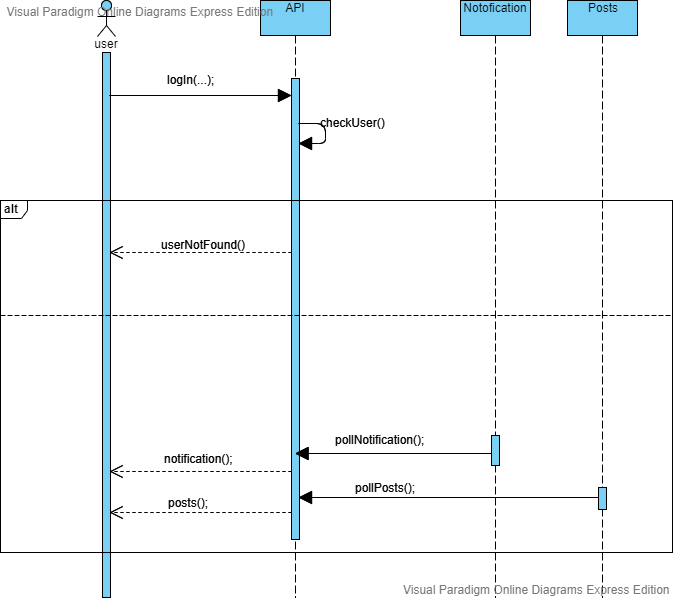 Visual Paradigm Online Diagrams Express Edition
API
Notofication
Posts
user
logIn(...);
checkUser()
alt
userNotFound()
pollNotification();
notification();
pollPosts();
posts();
Visual Paradigm Online Diagrams Express Edition